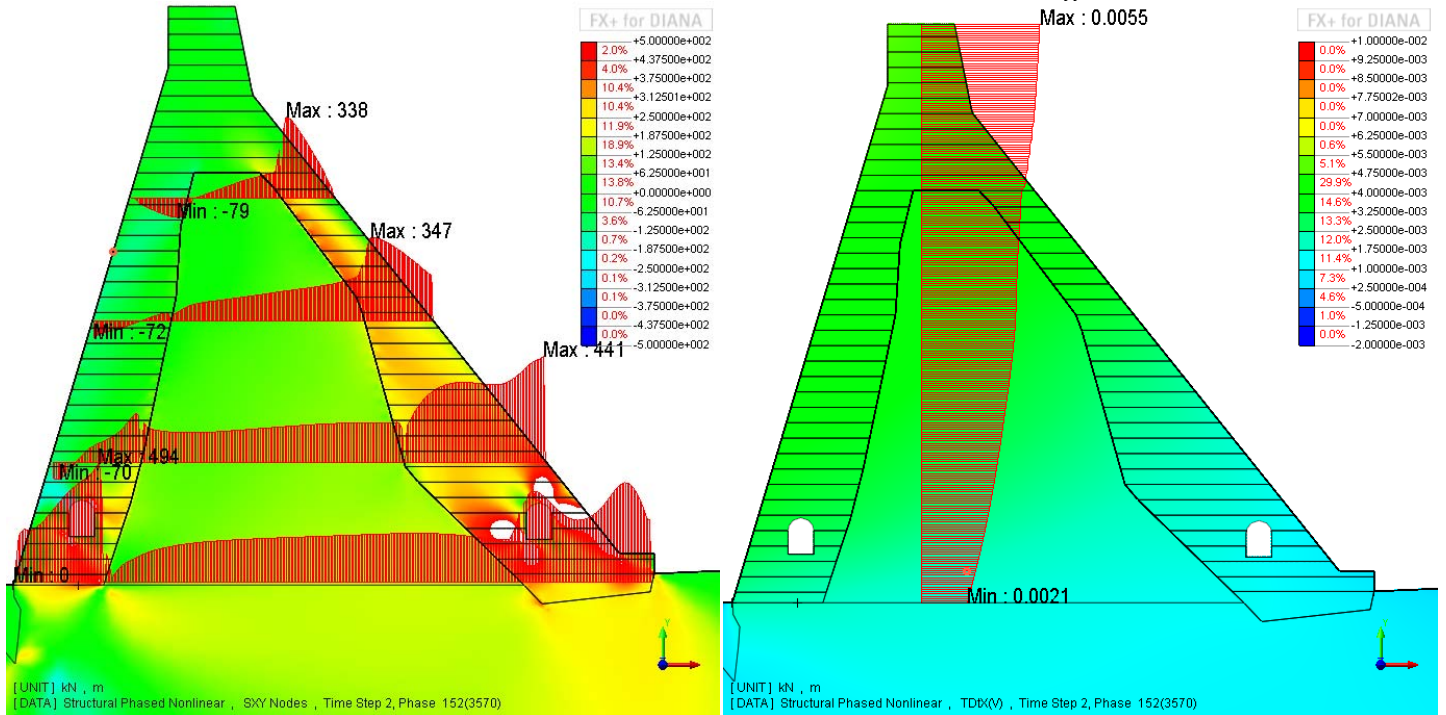 FX+ for DIANA
+5.00000e+002
2.0%
+4.37500e+002
4.0%
+3.75000e+002
10.4%
+3.12501e+002
10.4%
+2.50000e+002
11.9%
+1.87500e+002
18.9%
+1.25000e+002
13.4%
+6.25000e+001
13.8%
+0.00000e+000
10.7%
-6.25000e+001
3.6%
-1.25000e+002
0.7%
-1.87500e+002
0.2%
-2.50000e+002
0.1%
-3.12500e+002
0.1%
-3.75000e+002
0.0%
-4.37500e+002
0.0%
-5.00000e+002
Max : 338
Min : -79
Max : 347
Min : -72
Max : 441
Max : 494
Min : -70
Min : 0
Y
[UNIT] kN , m
[DATA] Structural Phased Nonlinear , SXY Nodes , Time Step 2, Phase 152(3570)
Max : 0.0055
FX+ for DIANA
+1.00000e-002
0.0%
+9.25000e-003
0.0%
+8.50000e-003
0.0%
+7.75002e-003
0.0%
+7.00000e-003
0.0%
+6.25000e-003
0.6%
+5.50000e-003
5.1%
+4.75000e-003
29.9%
+4.00000e-003
14.6%
+3.25000e-003
13.3%
+2.50000e-003
12.0%
+1.75000e-003
11.4%
+1.00000e-003
7.3%
+2.50000e-004
4.6%
-5.00000e-004
1.0%
-1.25000e-003
0.0%
-2.00000e-003
Min : 0.0021
Y
[UNIT] kN , m
[DATA] Structural Phased Nonlinear , TDtX(V) , Time Step 2, Phase 152(3570)